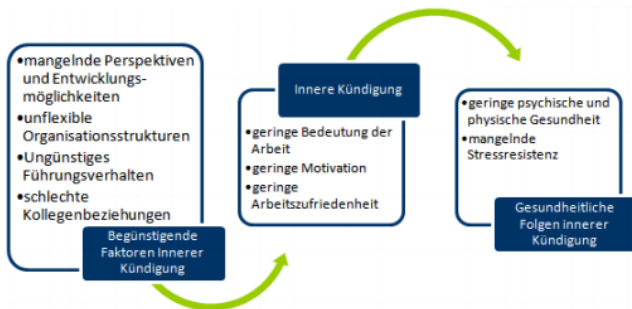 •mangelnde Perspektiven
und Entwicklungs-
möglichkeiten
•unflexible
Organisationsstrukturen
•Ungünstiges
Führungsverhalten
•schlechte
Kollegenbeziehungen
Begünstigende
Faktoren Innerer
Kündigung
Innere Kündigung
•geringe Bedeutung der
Arbeit
•geringe Motivation
•geringe
Arbeitszufriedenheit
•geringe psychische und
physische Gesundheit
•mangelnde
Stressresistenz
Gesundheitliche
Folgen innerer
Kündigung